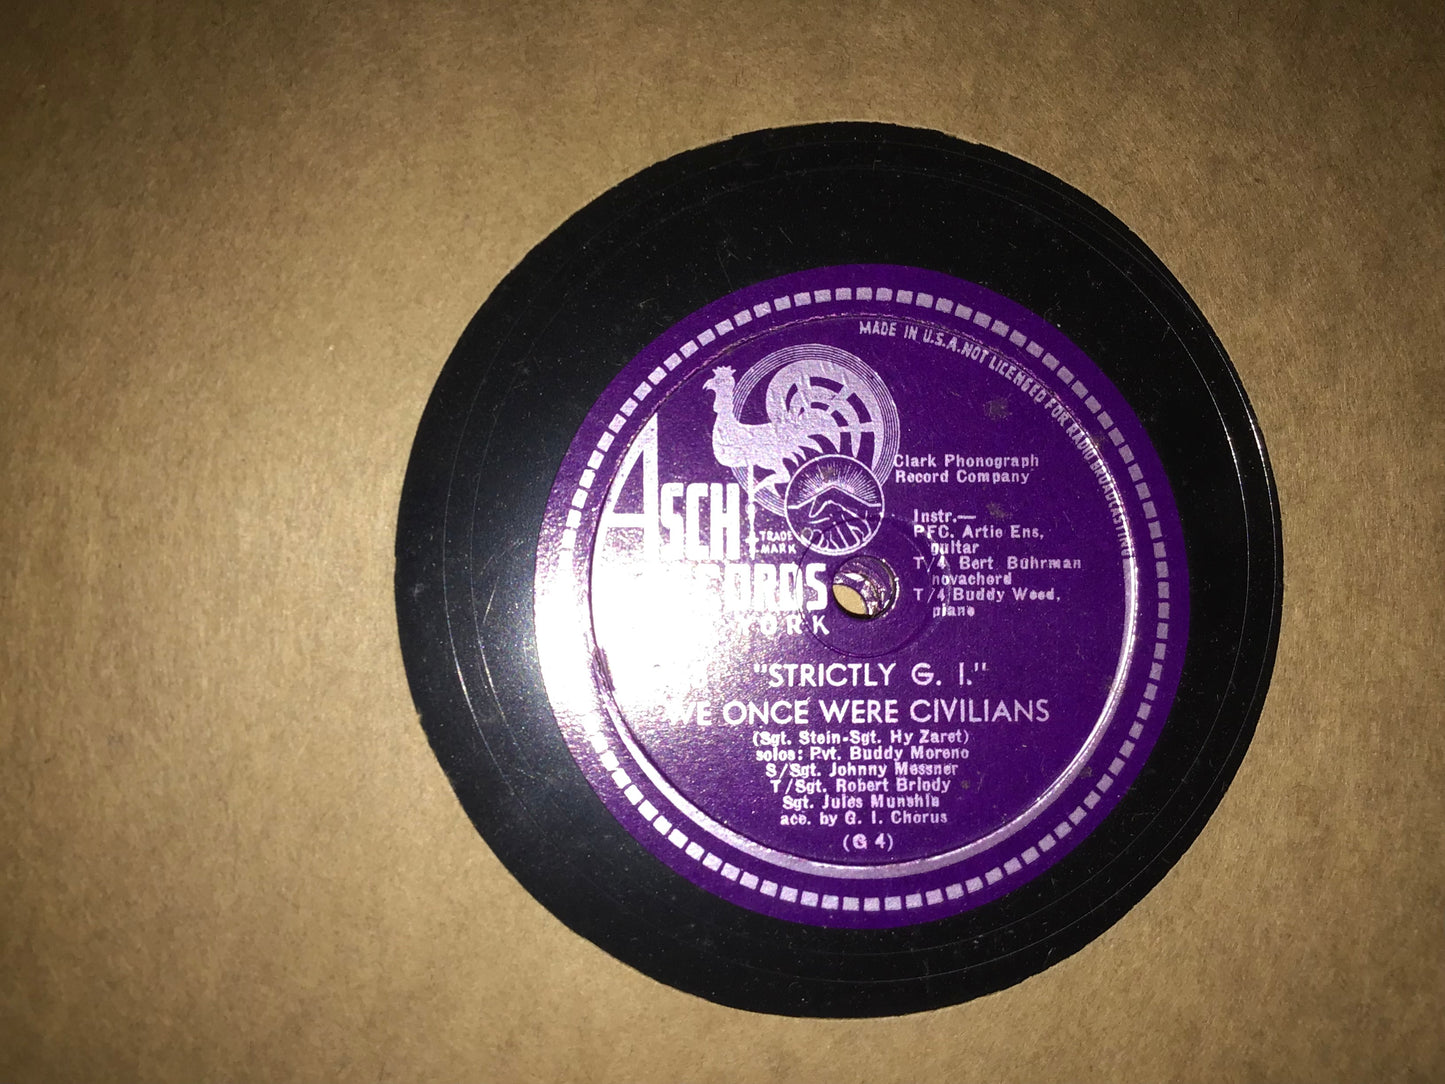 MADE IN U.S.A. NOT LICENSED FOR RADIO BROADCASTING
ASCH
TRADE
MARK
RECORDS
YORK
Clark Phonograph
Record Company
Instr.—
PFC. Artie Ens,
guitar
T/4 Bert Buhrman
novachord
T/4 Buddy Weed,
piano
"STRICTLY G. I."
WE ONCE WERE CIVILIANS
(Sgt. Stein-Sgt. Hy Zaret)
solos: Pvt. Buddy Moreno
S/Sgt. Johnny Messner
T/Sgt. Robert Briody
Sgt. Jules Munshin
acc. by G. I. Chorus
(G 4)